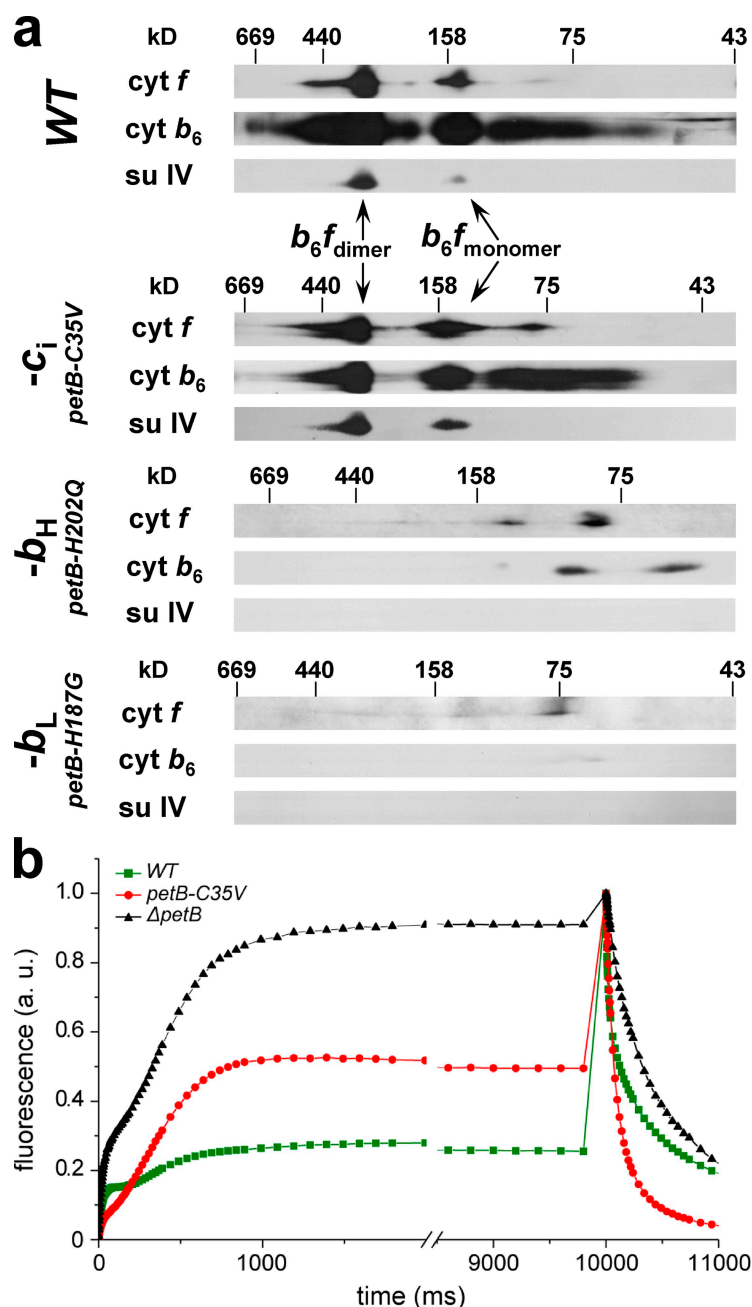 a
kD 669 440 158 75 43
WT
cyt f
cyt b6
su IV
b6fdimer b6fmonomer
kD 669 440 158 75 43
-ci
petB-C35V
cyt f
cyt b6
su IV
kD 669 440 158 75
-bH
petB-H202Q
cyt f
cyt b6
su IV
kD 669 440 158 75 43
-bL
petB-H187G
cyt f
cyt b6
su IV
b
WT
petB-C35V
ΔpetB
fluorescence (a. u.)
1.0
0.8
0.6
0.4
0.2
0
0 1000 9000 10000 11000
time (ms)